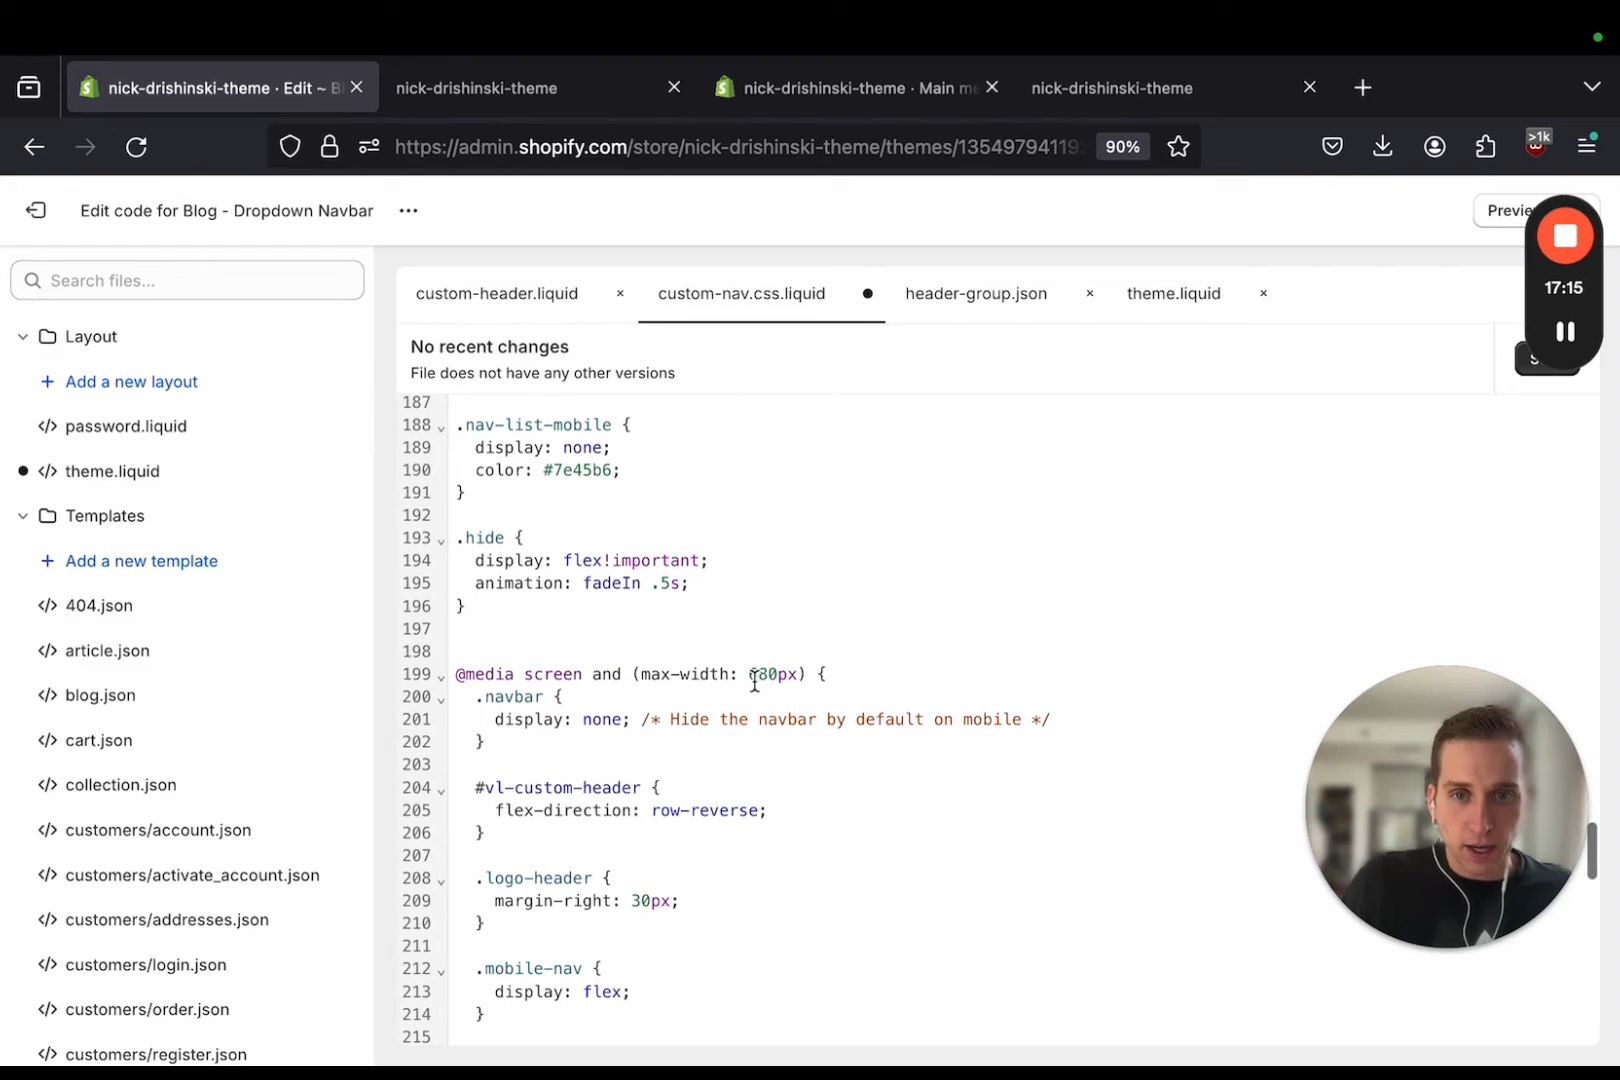 nick-drishinski-theme · Edit ~ Bl
nick-drishinski-theme
nick-drishinski-theme · Main me
nick-drishinski-theme
https://admin.shopify.com/store/nick-drishinski-theme/themes/135497941192
90%
>1k
Edit code for Blog - Dropdown Navbar
Previe
17:15
Search files...
Layout
Add a new layout
password.liquid
theme.liquid
Templates
Add a new template
404.json
article.json
blog.json
cart.json
collection.json
customers/account.json
customers/activate_account.json
customers/addresses.json
customers/login.json
customers/order.json
customers/register.json
custom-header.liquid
custom-nav.css.liquid
header-group.json
theme.liquid
No recent changes
File does not have any other versions
187
188 .nav-list-mobile {
189 display: none;
190 color: #7e45b6;
191 }
192
193 .hide {
194 display: flex!important;
195 animation: fadeIn .5s;
196 }
197
198
199 @media screen and (max-width: 80px) {
200 .navbar {
201 display: none; /* Hide the navbar by default on mobile */
202 }
203
204 #vl-custom-header {
205 flex-direction: row-reverse;
206 }
207
208 .logo-header {
209 margin-right: 30px;
210 }
211
212 .mobile-nav {
213 display: flex;
214 }
215